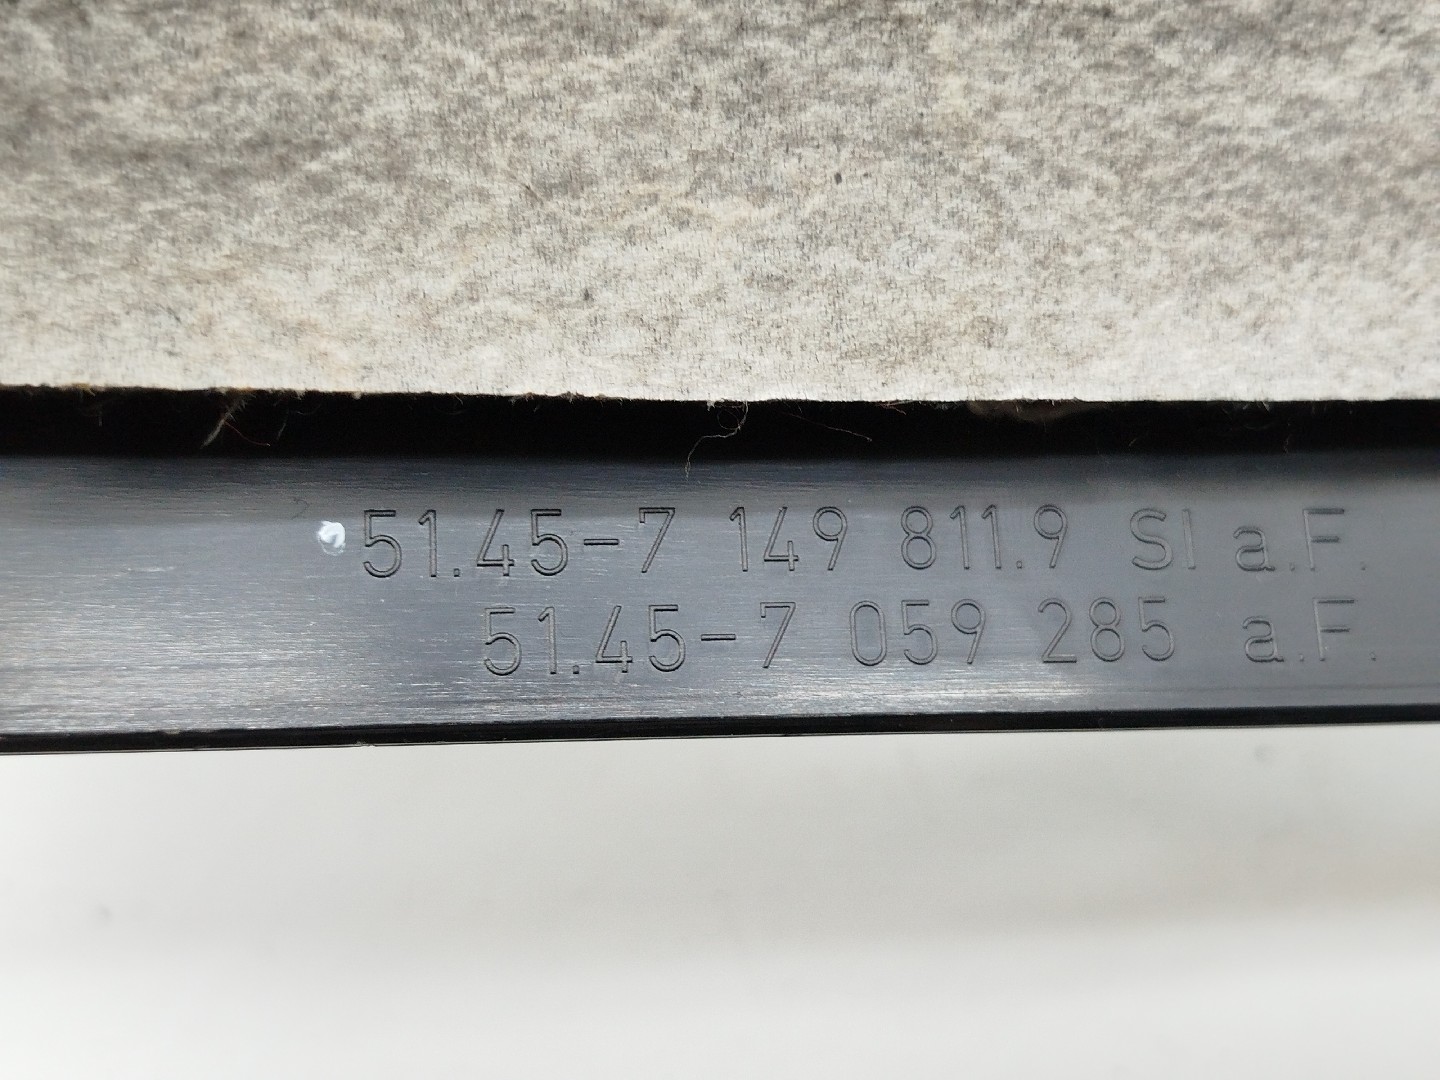 51.45-7 149 811.9 SI a.F.
51.45-7 059 285 a.F.